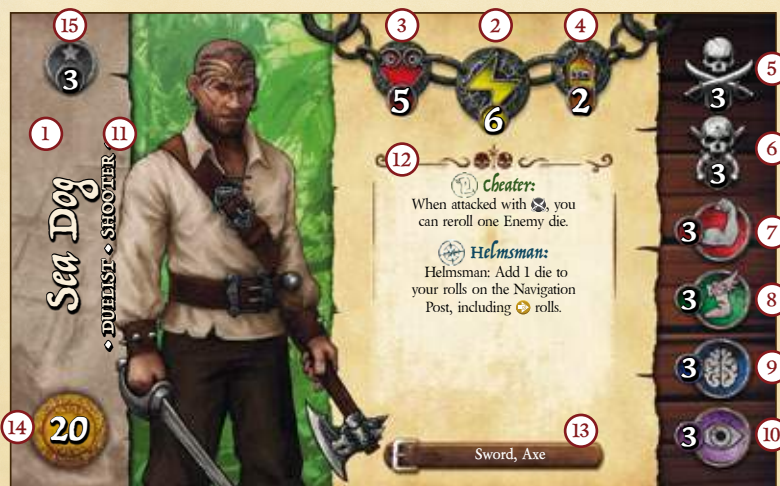 15
3
1
11
Sea Dog
• DUELIST • SHOOTER
14
20
3
2
4
5
6
2
12
Cheater:
When attacked with , you
can reroll one Enemy die.
Helmsman:
Helmsman: Add 1 die to
your rolls on the Navigation
Post, including rolls.
13
Sword, Axe
5
3
6
3
7
3
8
3
9
3
10
3